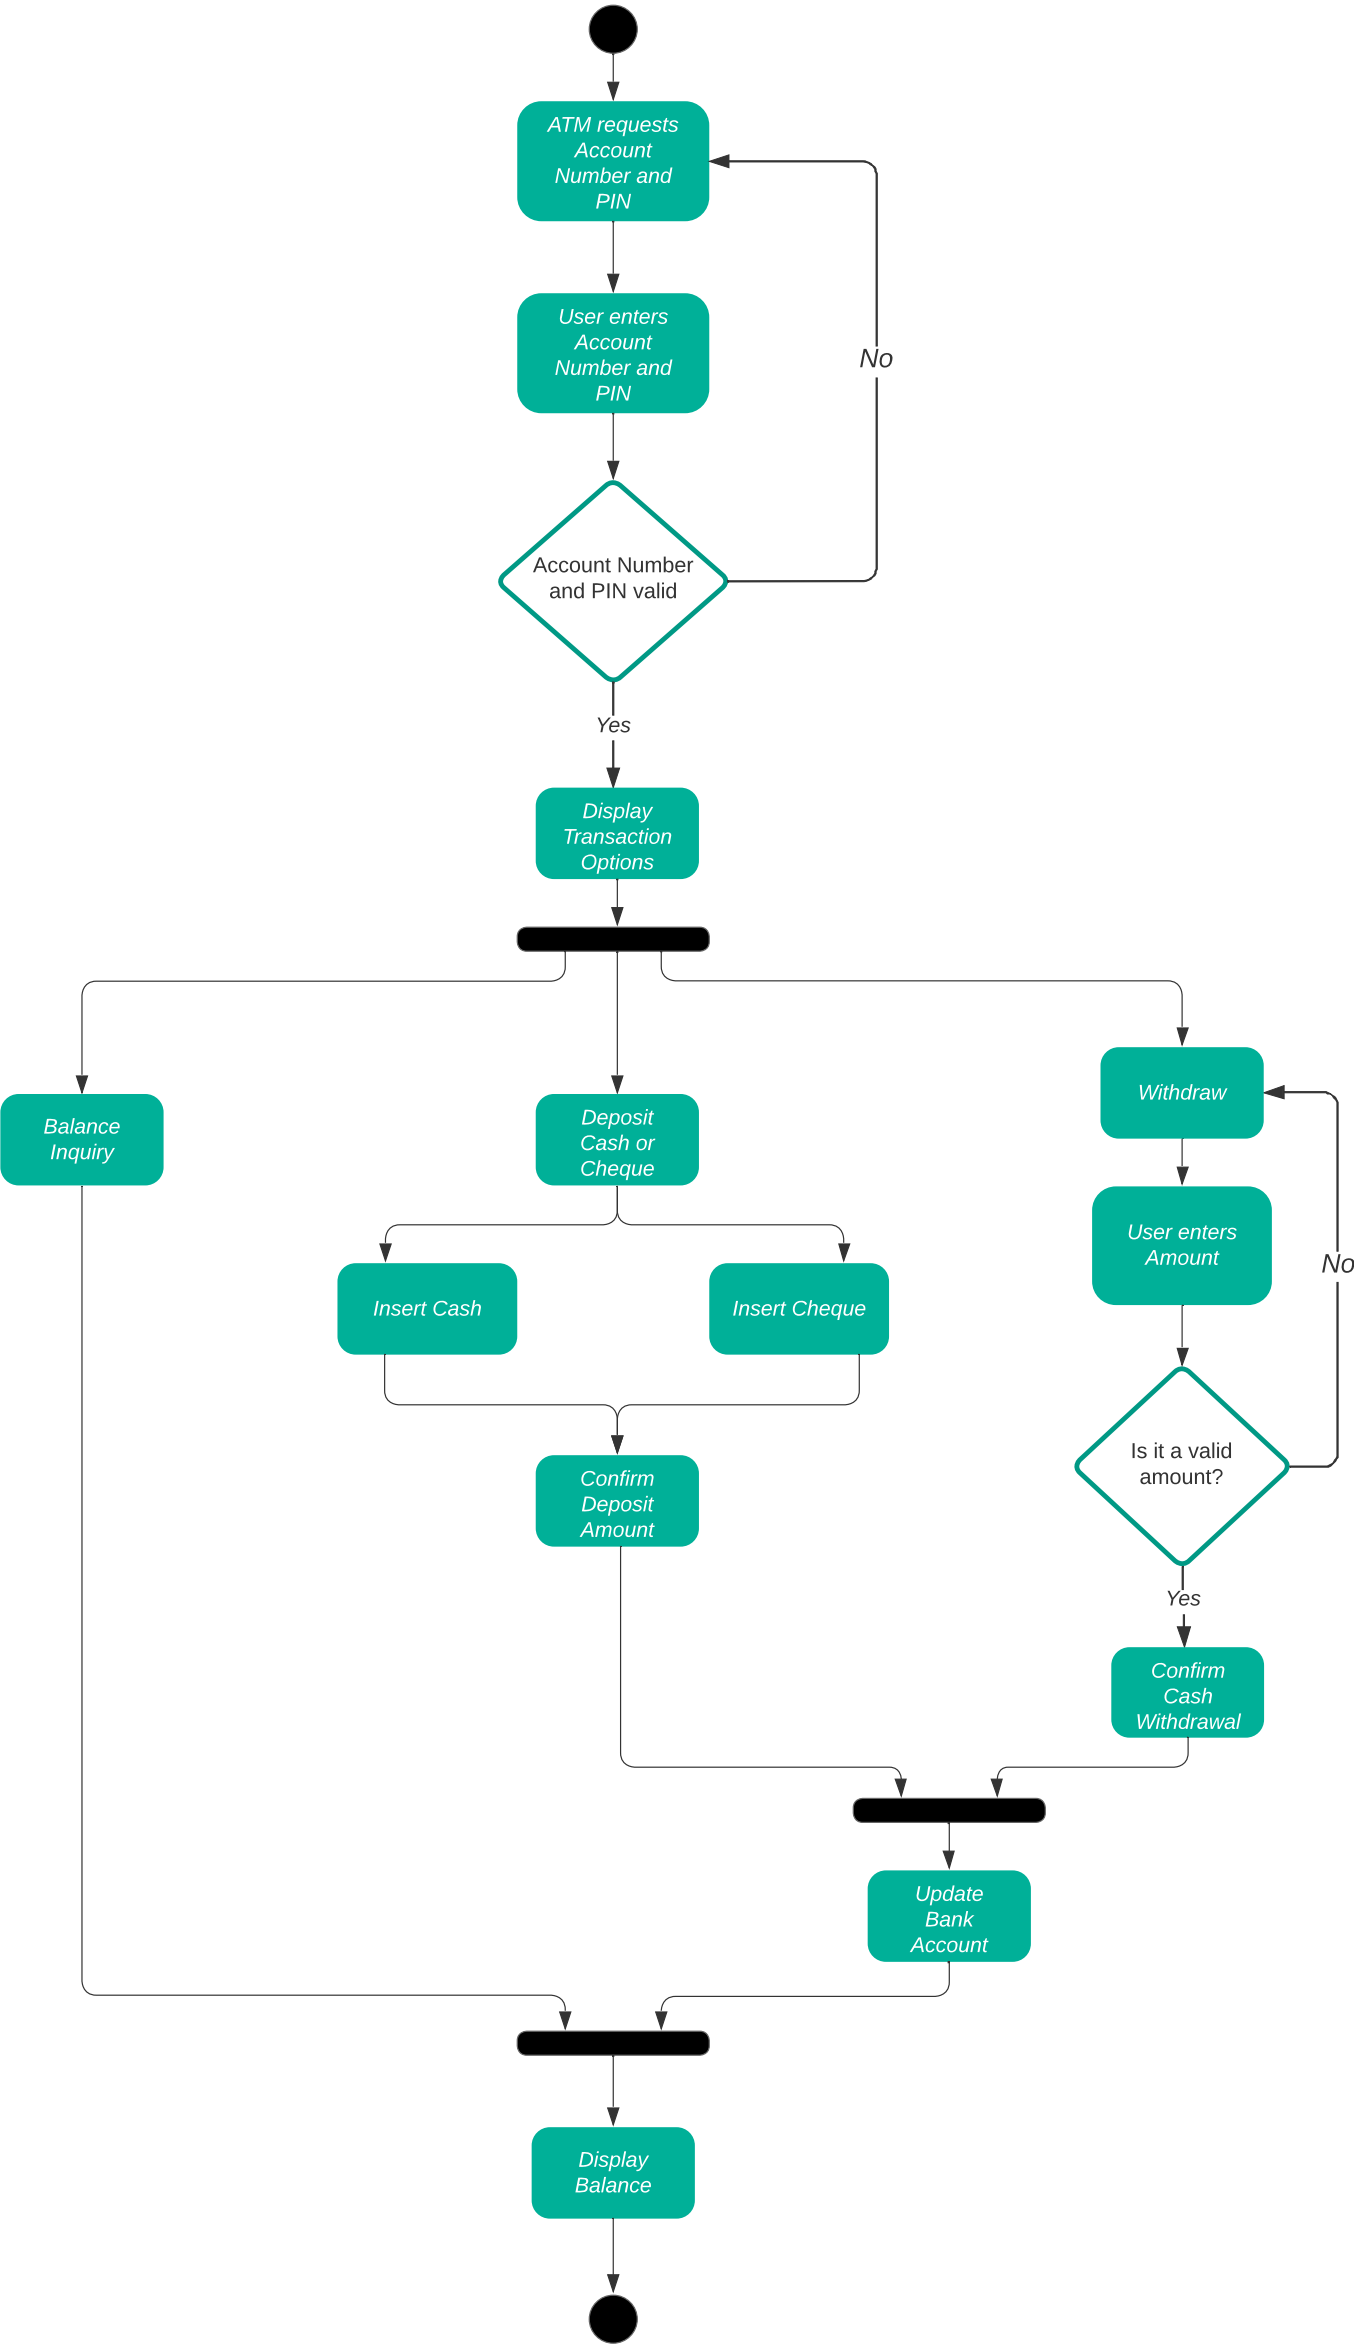 ATM requests
Account
Number and
PIN
User enters
Account
Number and
PIN
No
Account Number
and PIN valid
Yes
Display
Transaction
Options
Withdraw
Balance
Inquiry
Deposit
Cash or
Cheque
User enters
Amount
No
Insert Cash
Insert Cheque
Is it a valid
amount?
Confirm
Deposit
Amount
Yes
Confirm
Cash
Withdrawal
Update
Bank
Account
Display
Balance